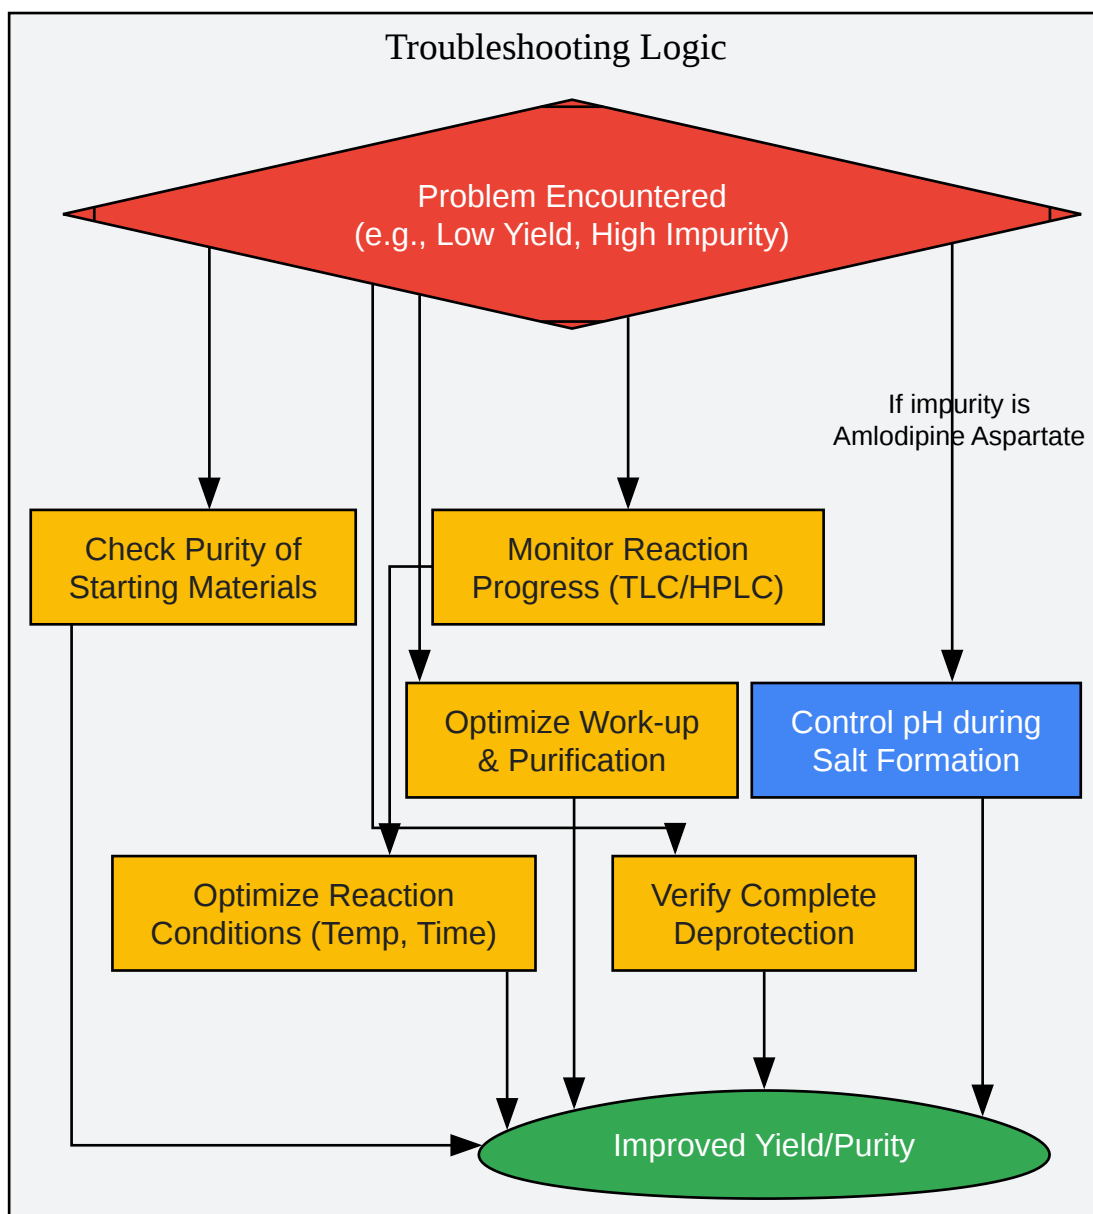 Troubleshooting Logic
Problem Encountered
(e.g., Low Yield, High Impurity)
If impurity is
Amlodipine Aspartate
Check Purity of
Starting Materials
Monitor Reaction
Progress (TLC/HPLC)
Optimize Work-up
& Purification
Control pH during
Salt Formation
Optimize Reaction
Conditions (Temp, Time)
Verify Complete
Deprotection
Improved Yield/Purity